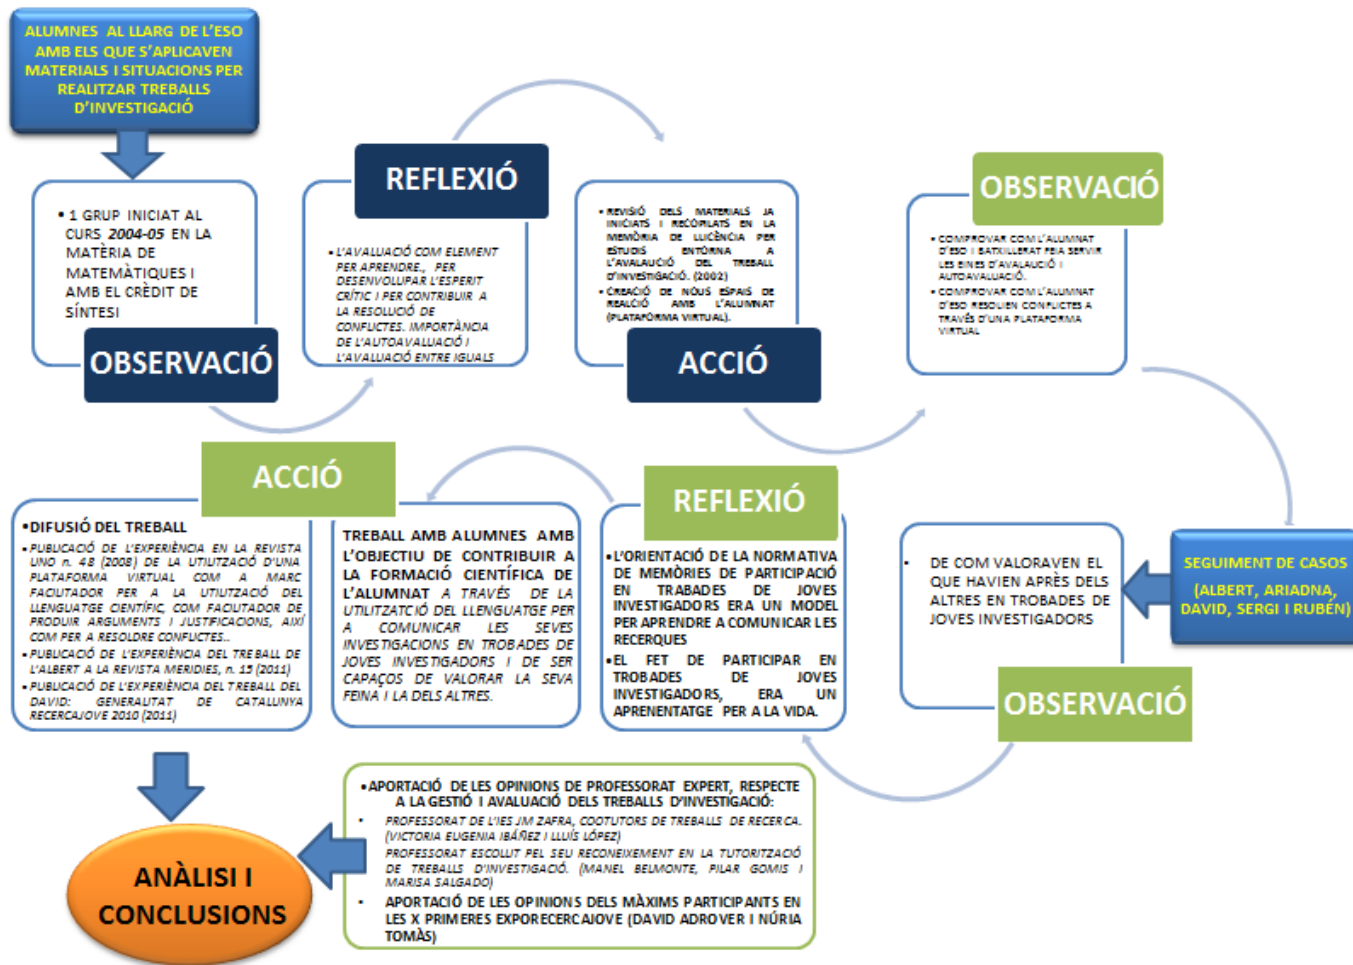 ALUMNES AL LLARG DE L'ESO
AMB ELS QUE S'APLICAVEN
MATERIALS I SITUACIONS PER
REALITZAR TREBALLS
D'INVESTIGACIÓ
• 1 GRUP INICIAT AL
CURS 2004-05 EN LA
MATÈRIA DE
MATEMÀTIQUES I
AMB EL CRÈDIT DE
SÍNTESI
OBSERVACIÓ
REFLEXIÓ
• L'AVALUACIÓ COM ELEMENT
PER APRENDRE., PER
DESENVOLUPAR L'ESPERIT
CRÍTIC I PER CONTRIBUIR A
LA RESOLUCIÓ DE
CONFLICTES. IMPORTÀNCIA
DE L'AUTOAVALUACIÓ I
L'AVALUACIÓ ENTRE IGUALS
• REVISIÓ DELS MATERIALS JA
INICIATS I RECOPILATS EN LA
MEMÒRIA DE LLICÈNCIA PER
ESTUDIS ENTORNA A
L'AVALAUCIÓ DEL TREBALL
D'INVESTIGACIÓ. (2002)
• CREACIÓ DE NOUS ESPAIS DE
REALCIÓ AMB L'ALUMNAT
(PLATAFORMA VIRTUAL).
ACCIÓ
OBSERVACIÓ
• COMPROVAR COM L'ALUMNAT
D'ESO I BATXILLERAT FEIA SERVIR
LES EINES D'AVALAUCIÓ I
AUTOAVALUACIÓ.
• COMPROVAR COM L'ALUMNAT
D'ESO RESOLIEN CONFLICTES A
TRAVÉS D'UNA PLATAFORMA
VIRTUAL
SEGUIMENT DE CASOS
(ALBERT, ARIADNA,
DAVID, SERGI I RUBÉN)
• DE COM VALORAVEN EL
QUE HAVIEN APRÈS DELS
ALTRES EN TROBADES DE
JOVES INVESTIGADORS
OBSERVACIÓ
REFLEXIÓ
• L'ORIENTACIÓ DE LA NORMATIVA
DE MEMÒRIES DE PARTICIPACIÓ
EN TRABADES DE JOVES
INVESTIGADORS ERA UN MODEL
PER APRENDRE A COMUNICAR LES
RECERQUES
• EL FET DE PARTICIPAR EN
TROBADES DE JOVES
INVESTIGADORS, ERA UN
APRENENTATGE PER A LA VIDA.
ACCIÓ
TREBALL AMB ALUMNES AMB
L'OBJECTIU DE CONTRIBUIR A
LA FORMACIÓ CIENTÍFICA DE
L'ALUMNAT A TRAVÉS DE LA
UTILITZATCIÓ DEL LLENGUATGE PER
A COMUNICAR LES SEVES
INVESTIGACIONS EN TROBADES DE
JOVES INVESTIGADORS I DE SER
CAPAÇOS DE VALORAR LA SEVA
FEINA I LA DELS ALTRES.
• DIFUSIÓ DEL TREBALL
• PUBLICACIÓ DE L'EXPERIÈNCIA EN LA REVISTA
UNO n. 48 (2008) DE LA UTILITZACIÓ D'UNA
PLATAFORMA VIRTUAL COM A MARC
FACILITADOR PER A LA UTILITZACIÓ DEL
LLENGUATGE CIENTÍFIC, COM FACILITADOR DE
PRODUIR ARGUMENTS I JUSTIFICACIONS, AIXÍ
COM PER A RESOLDRE CONFLICTES..
• PUBLICACIÓ DE L'EXPERIÈNCIA DEL TREBALL DE
L'ALBERT A LA REVISTA MERIDIES, n. 15 (2011)
• PUBLICACIÓ DE L'EXPERIÈNCIA DEL TREBALL DEL
DAVID: GENERALITAT DE CATALUNYA
RECERCAJOVE 2010 (2011)
ANÀLISI I
CONCLUSIONS
• APORTACIÓ DE LES OPINIONS DE PROFESSORAT EXPERT, RESPECTE
A LA GESTIÓ I AVALUACIÓ DELS TREBALLS D'INVESTIGACIÓ:
• PROFESSORAT DE L'IES JM ZAFRA, COOTUTORS DE TREBALLS DE RECERCA.
(VICTORIA EUGENIA IBÁÑEZ I LLUÍS LÓPEZ)
PROFESSORAT ESCOLLIT PEL SEU RECONEIXEMENT EN LA TUTORITZACIÓ
DE TREBALLS D'INVESTIGACIÓ. (MANEL BELMONTE, PILAR GOMIS I
MARISA SALGADO)
• APORTACIÓ DE LES OPINIONS DELS MÀXIMS PARTICIPANTS EN
LES X PRIMERES EXPORECERCAJOVE (DAVID ADROVER I NÚRIA
TOMÀS)